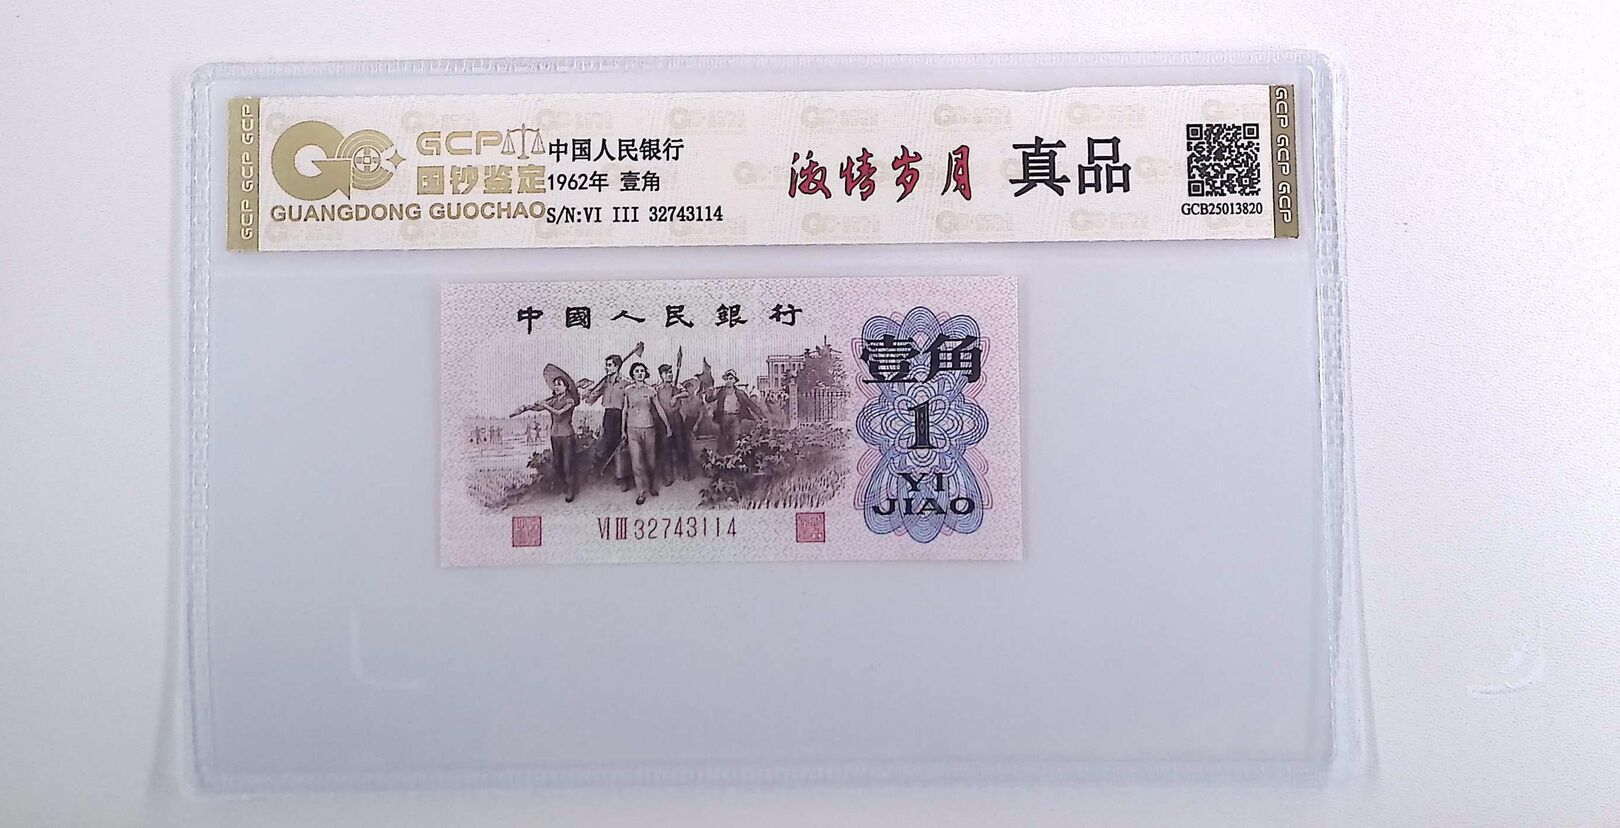 GCP
国钞鉴定
GUANGDONG GUOCHAO
中国人民银行
1962年 壹角
S/N:VI III 32743114
激情岁月 真品
GCB25013820
GCP GCP GCP
GCP GCP GCP
中國人民銀行
壹角
1
YI
JIAO
VI III 32743114